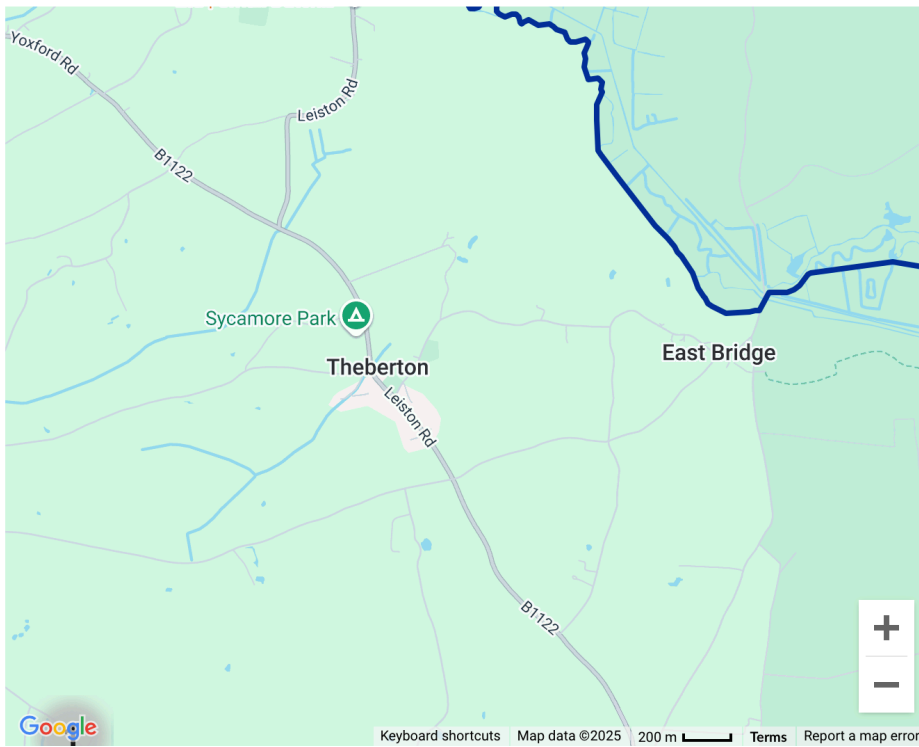 Yoxford Rd
Leiston Rd
B1122
Sycamore Park
Theberton
East Bridge
Leiston Rd
B1122
Google
Keyboard shortcuts
Map data ©2025
200 m
Terms
Report a map error